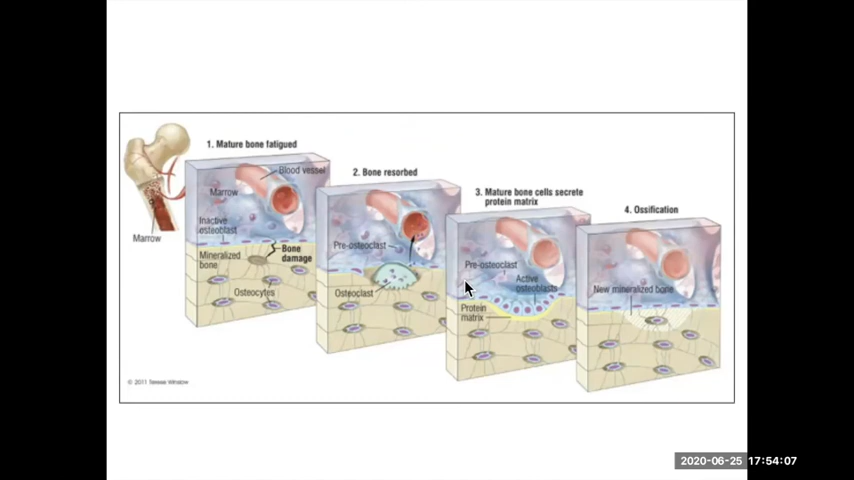 1. Mature bone fatigued
Blood vessel
Marrow
Inactive
osteoblast
Bone
damage
Mineralized
bone
Osteocytes
Marrow
2. Bone resorbed
Pre-osteoclast
Osteoclast
3. Mature bone cells secrete
protein matrix
Pre-osteoclast
Active
osteoblasts
Protein
matrix
4. Ossification
New mineralized bone
© 2011 Terese Winslow
2020-06-25 17:54:07